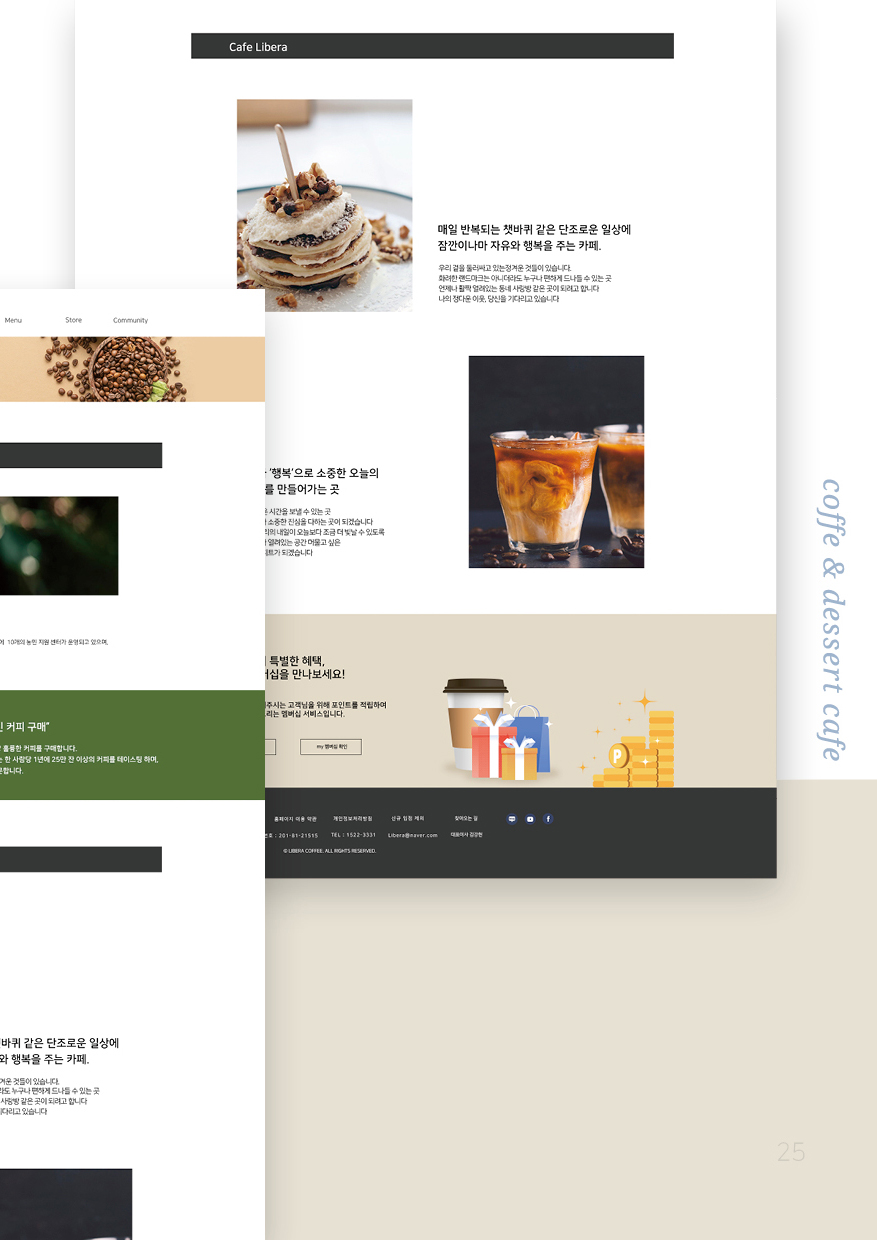 Cafe Libera
매일 반복되는 챗바퀴 같은 단조로운 일상에
잠깐이나마 자유와 행복을 주는 카페.
우리 곁을 둘러싸고 있는정겨운 것들이 있습니다.
화려한 랜드마크는 아니더라도 누구나 편하게 드나들 수 있는 곳
언제나 활짝 열려있는 동네 사랑방 같은 곳이 되려고 합니다
나의 정다운 이웃, 당신을 기다리고 있습니다
'행복'으로 소중한 오늘의
를 만들어가는 곳
시간을 보낼 수 있는 곳
소중한 진심을 다하는 곳이 되겠습니다
리의 내일이 오늘보다 조금 더 빛날 수 있도록
열려있는 공간 머물고 싶은
트가 되겠습니다
특별한 혜택,
버십을 만나보세요!
주시는 고객님을 위해 포인트를 적립하여
리는 멤버십 서비스입니다.
my 멤버십 확인
P
홈페이지 이용 약관 개인정보처리방침 신규 입점 제의 찾아오는 길
번호 : 201-81-21515 TEL : 1522-3331 Libera@naver.com 대표이사 김강현
© LIBERA COFFEE. ALL RIGHTS RESERVED.
Menu Store Community
10개의 농민 지원 센터가 운영되고 있으며,
커피 구매"
훌륭한 커피를 구매합니다.
는 한 사람당 1년에 25만 잔 이상의 커피를 테이스팅 하며,
문합니다.
바퀴 같은 단조로운 일상에
와 행복을 주는 카페.
겨운 것들이 있습니다.
라도 누구나 편하게 드나들 수 있는 곳
사랑방 같은 곳이 되려고 합니다
기다리고 있습니다
coffe & dessert cafe
25